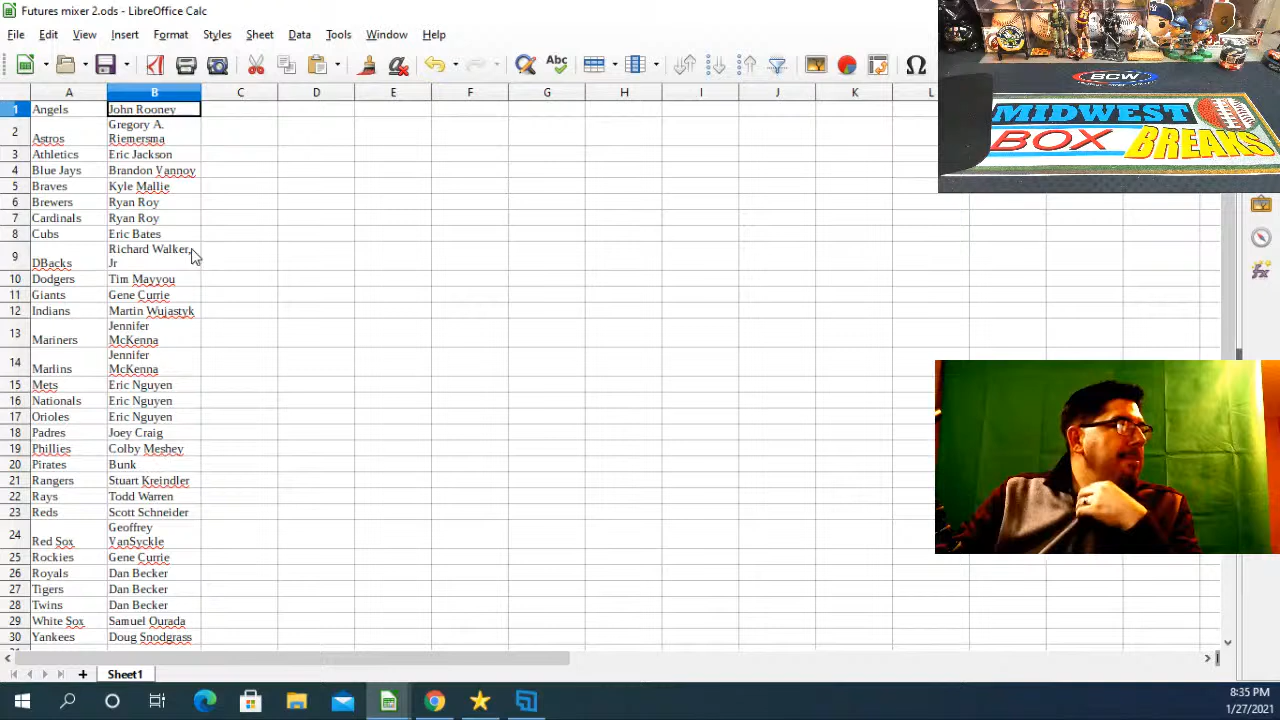 Futures mixer 2.ods - LibreOffice Calc
File Edit View Insert Format Styles Sheet Data Tools Window Help
A B C D E F G H I J K L
1 Angels John Rooney
2 Astros Gregory A. Riemersma
3 Athletics Eric Jackson
4 Blue Jays Brandon Vannoy
5 Braves Kyle Mallie
6 Brewers Ryan Roy
7 Cardinals Ryan Roy
8 Cubs Eric Bates
9 DBacks Richard Walker, Jr
10 Dodgers Tim Mayyou
11 Giants Gene Currie
12 Indians Martin Wujastyk
13 Mariners Jennifer McKenna
14 Marlins Jennifer McKenna
15 Mets Eric Nguyen
16 Nationals Eric Nguyen
17 Orioles Eric Nguyen
18 Padres Joey Craig
19 Phillies Colby Meshey
20 Pirates Bunk
21 Rangers Stuart Kreindler
22 Rays Todd Warren
23 Reds Scott Schneider
24 Red Sox Geoffrey VanSyckle
25 Rockies Gene Currie
26 Royals Dan Becker
27 Tigers Dan Becker
28 Twins Dan Becker
29 White Sox Samuel Ourada
30 Yankees Doug Snodgrass
Sheet1
8:35 PM
1/27/2021
BCW
MIDWEST
BOX BREAKS